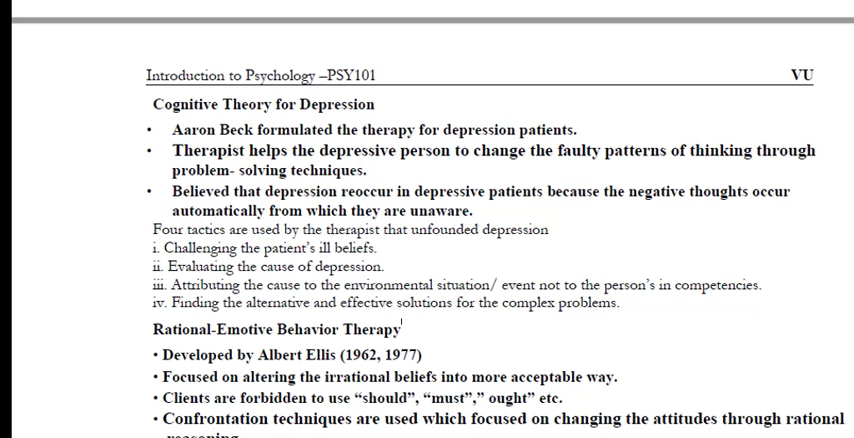 Introduction to Psychology –PSY101 VU
Cognitive Theory for Depression
• Aaron Beck formulated the therapy for depression patients.
• Therapist helps the depressive person to change the faulty patterns of thinking through
problem- solving techniques.
• Believed that depression reoccur in depressive patients because the negative thoughts occur
automatically from which they are unaware.
Four tactics are used by the therapist that unfounded depression
i. Challenging the patient’s ill beliefs.
ii. Evaluating the cause of depression.
iii. Attributing the cause to the environmental situation/ event not to the person’s in competencies.
iv. Finding the alternative and effective solutions for the complex problems.
Rational-Emotive Behavior Therapy
• Developed by Albert Ellis (1962, 1977)
• Focused on altering the irrational beliefs into more acceptable way.
• Clients are forbidden to use “should”, “must”,” ought” etc.
• Confrontation techniques are used which focused on changing the attitudes through rational
reasoning